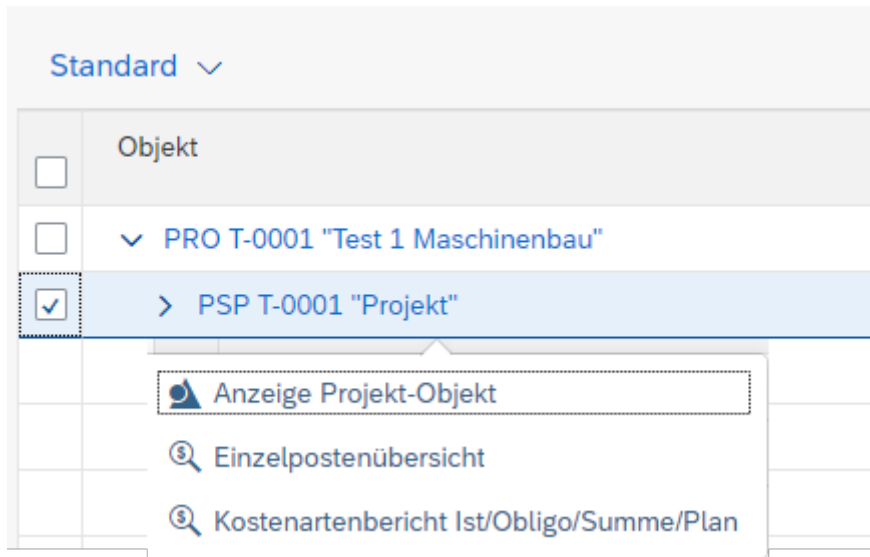 Standard
Objekt
PRO T-0001 "Test 1 Maschinenbau"
PSP T-0001 "Projekt"
Anzeige Projekt-Objekt
Einzelpostenübersicht
Kostenartenbericht Ist/Obligo/Summe/Plan